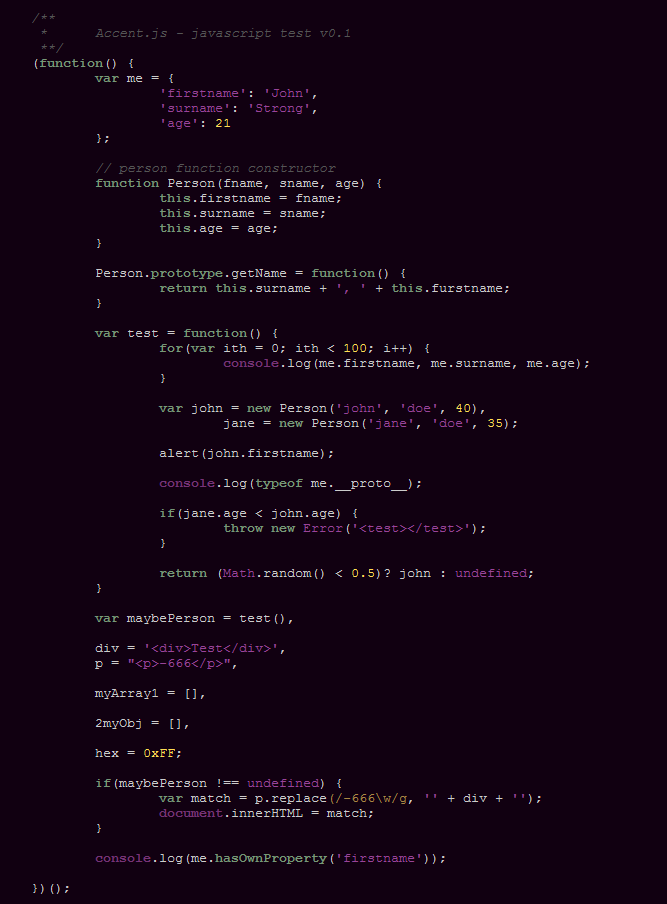 /**
 *      Accent.js - javascript test v0.1
 **/
(function() {
        var me = {
                'firstname': 'John',
                'surname': 'Strong',
                'age': 21
        };

        // person function constructor
        function Person(fname, sname, age) {
                this.firstname = fname;
                this.surname = sname;
                this.age = age;
        }

        Person.prototype.getName = function() {
                return this.surname + ', ' + this.furstname;
        }

        var test = function() {
                for(var ith = 0; ith < 100; i++) {
                        console.log(me.firstname, me.surname, me.age);
                }

                var john = new Person('john', 'doe', 40),
                        jane = new Person('jane', 'doe', 35);

                alert(john.firstname);

                console.log(typeof me.__proto__);

                if(jane.age < john.age) {
                        throw new Error('<test></test>');
                }

                return (Math.random() < 0.5)? john : undefined;
        }

        var maybePerson = test(),

        div = '<div>Test</div>',
        p = "<p>-666</p>",

        myArray1 = [],

        2myObj = [],

        hex = 0xFF;

        if(maybePerson !== undefined) {
                var match = p.replace(/-666\w/g, '' + div + '');
                document.innerHTML = match;
        }

        console.log(me.hasOwnProperty('firstname'));

})();